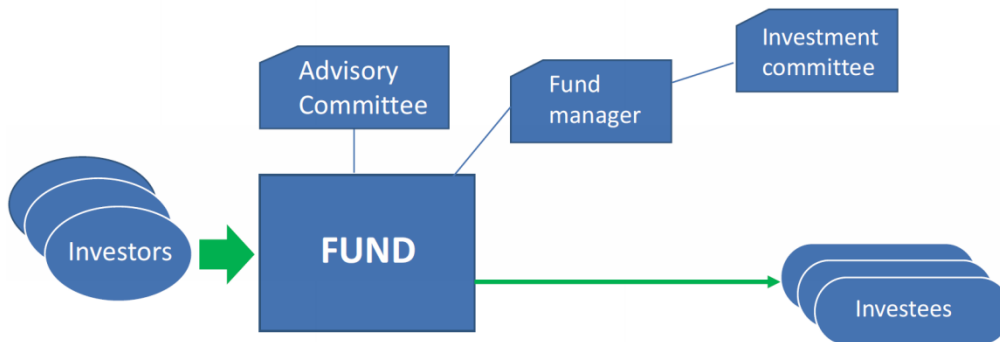 Advisory
Committee
Fund
manager
Investment
committee
Investors
FUND
Investees